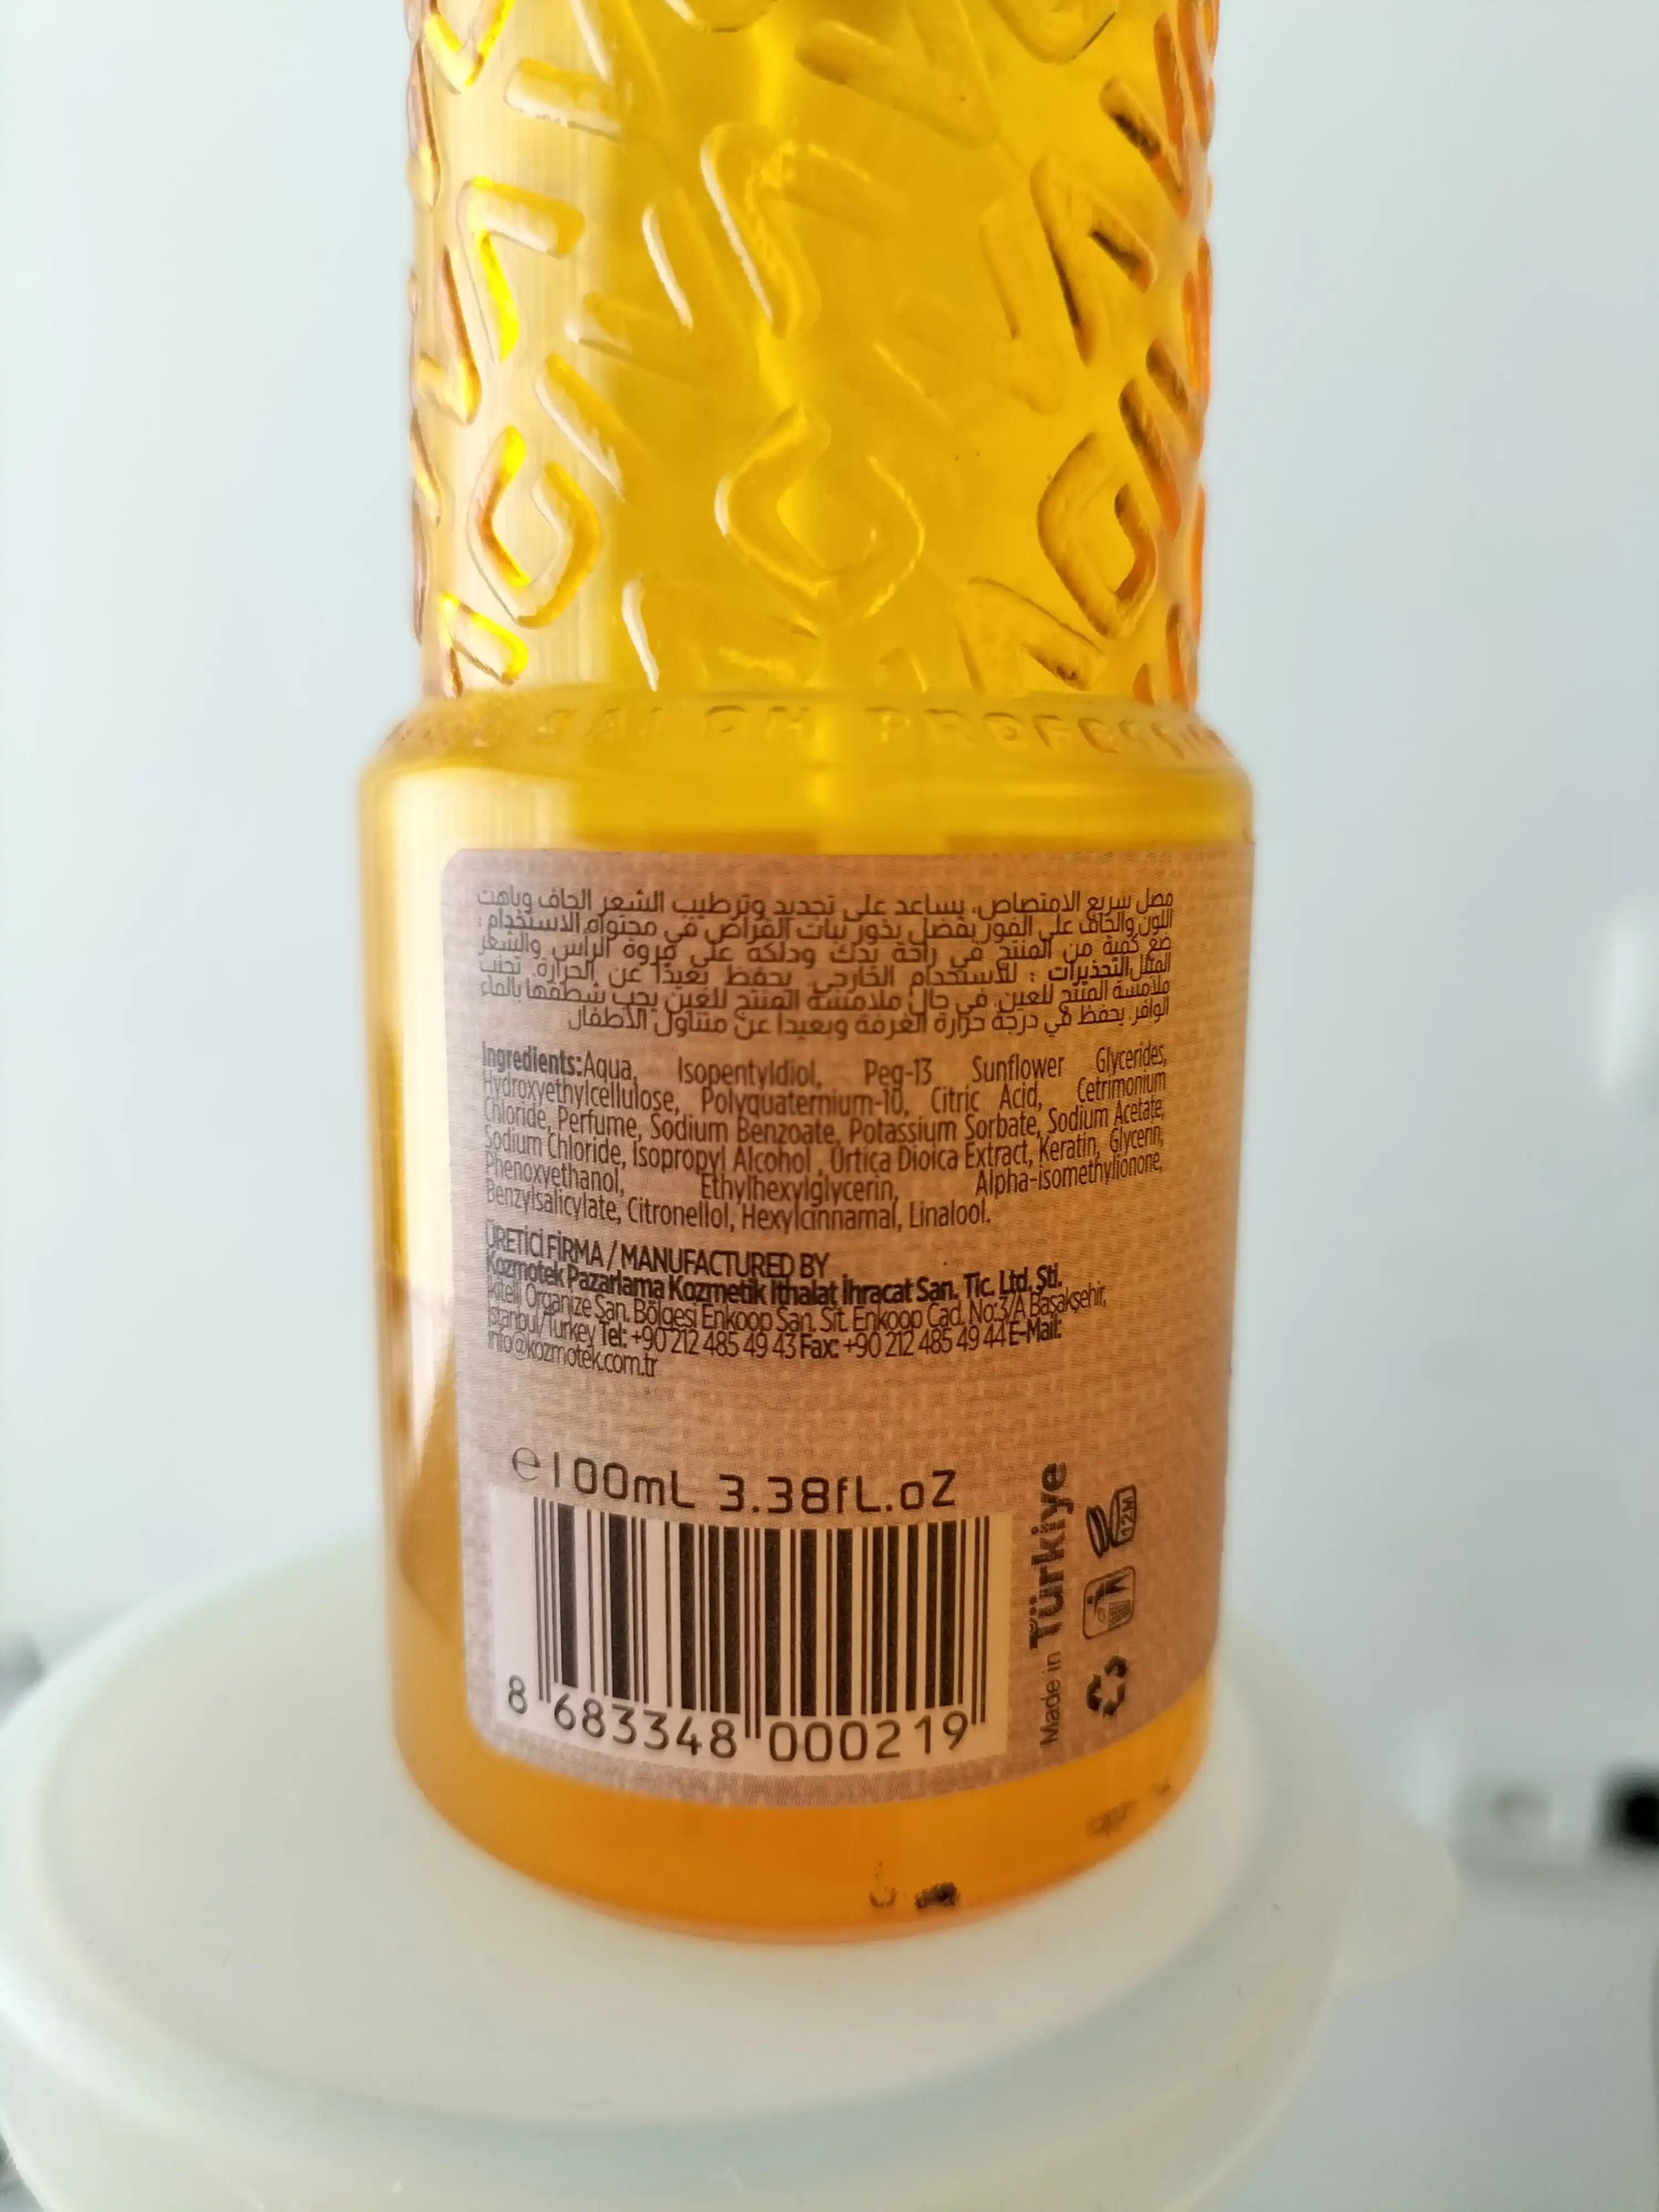 SALON PROFESSI
مصل سريع الامتصاص، يساعد على تجديد وترطيب الشعر الجاف وباهت
اللون والجاف على الفور بفضل بذور نبات القراص في محتواه الاستخدام :
ضع كمية من المنتج في راحة يدك ودلكه على فروة الرأس والشعر
المبتل التحذيرات : للاستخدام الخارجي يحفظ بعيدًا عن الحرارة. تجنب
ملامسة المنتج للعين. في حال ملامسة المنتج للعين يجب شطفها بالماء
الوافر. يحفظ في درجة حرارة الغرفة وبعيدا عن متناول الأطفال
Ingredients:Aqua, Isopentyldiol, Peg-13 Sunflower Glycerides,
Hydroxyethylcellulose, Polyquaternium-10, Citric Acid, Cetrimonium
Chloride, Perfume, Sodium Benzoate, Potassium Sorbate, Sodium Acetate,
Sodium Chloride, Isopropyl Alcohol , Urtica Dioica Extract, Keratin, Glycerin,
Phenoxyethanol, Ethylhexylglycerin, Alpha-isomethylionone,
Benzylsalicylate, Citronellol, Hexylcinnamal, Linalool.
ÜRETİCİ FİRMA / MANUFACTURED BY
Kozmotek Pazarlama Kozmetik İthalat İhracat San. Tic. Ltd. Şti.
İkitelli Organize San. Bölgesi Enkoop San. Sit. Enkoop Cad. No:3/A Başakşehir,
İstanbul/Turkey Tel: +90 212 485 49 43 Fax: +90 212 485 49 44 E-Mail:
info@kozmotek.com.tr
e 100mL 3.38fL.oZ
8 683348 000219
Made in Türkiye
12M